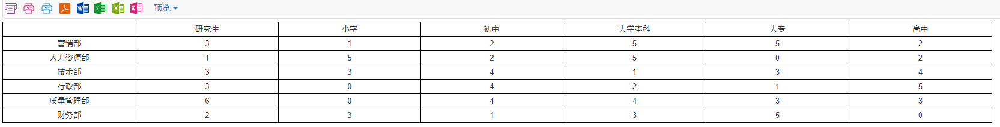 PDF PDF W X X X 预览
研究生 小学 初中 大学本科 大专 高中
营销部 3 1 2 5 5 2
人力资源部 1 5 2 5 0 2
技术部 3 3 4 1 3 4
行政部 3 0 4 2 1 5
质量管理部 6 0 4 4 3 3
财务部 2 3 1 3 5 0